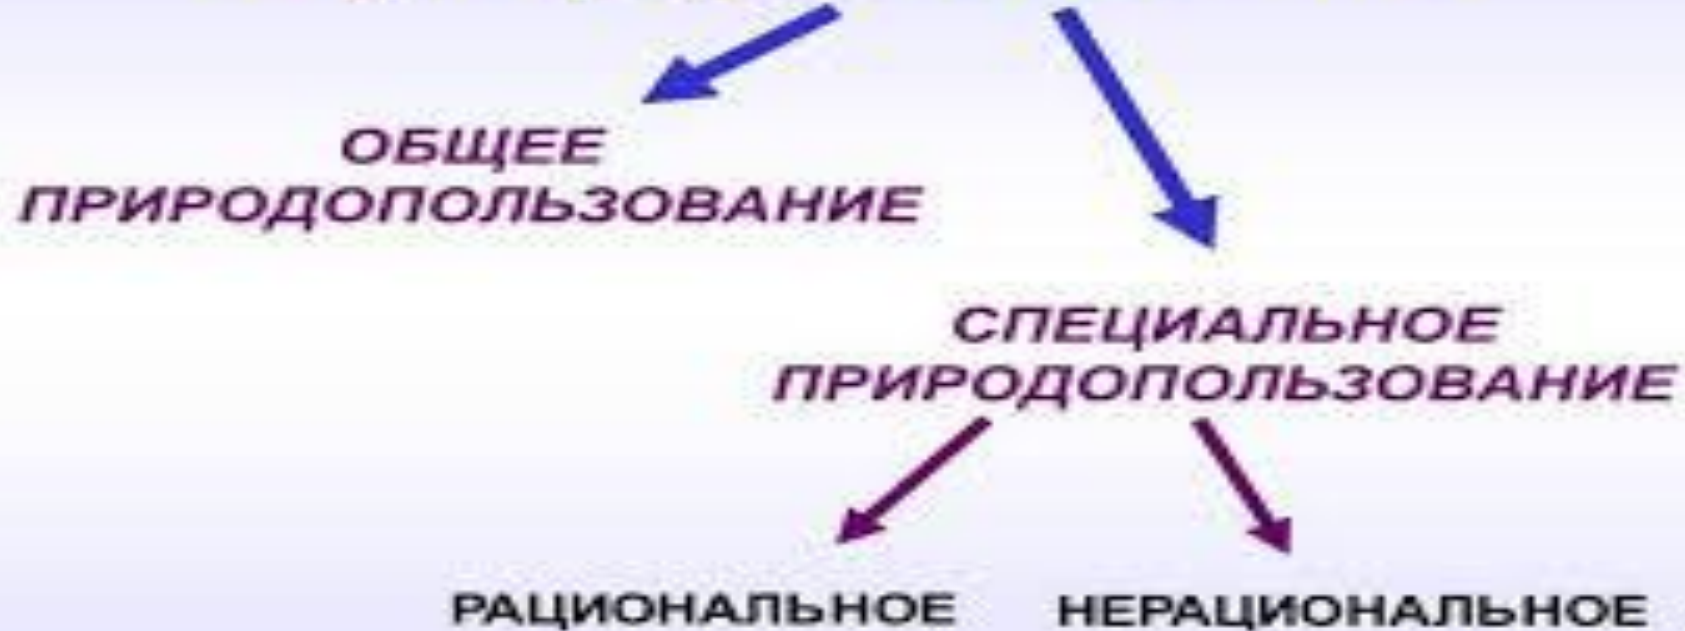 ОБЩЕЕ
ПРИРОДОПОЛЬЗОВАНИЕ
СПЕЦИАЛЬНОЕ
ПРИРОДОПОЛЬЗОВАНИЕ
РАЦИОНАЛЬНОЕ НЕРАЦИОНАЛЬНОЕ